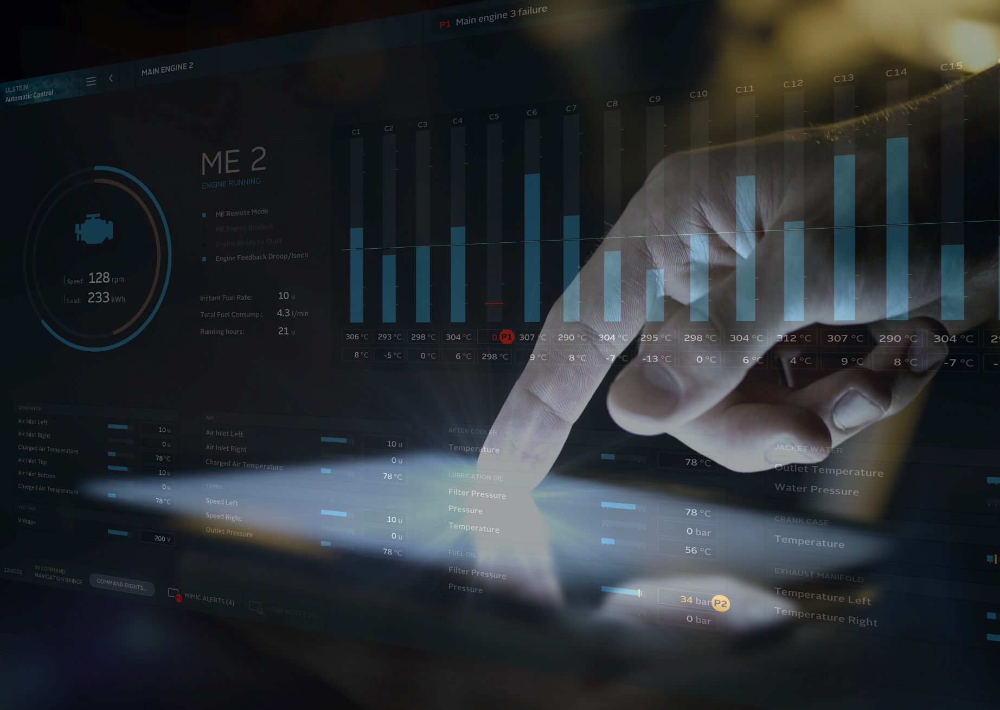 P1 Main engine 3 failure
ULSTEIN
Automatic Control
MAIN ENGINE 2
ME 2
ENGINE RUNNING
ME Remote Mode
ME Engine Blocked
Engine Ready to Start
Engine Feedback Droop/Isoch
Speed: 128 rpm
Load: 233 kWh
Instant Fuel Rate: 10 u
Total Fuel Consump.: 4.3 l/min
Running hours: 21 u
C1 C2 C3 C4 C5 C6 C7 C8 C9 C10 C11 C12 C13 C14 C15
306 °C 293 °C 298 °C 304 °C 0 P1 307 °C 290 °C 304 °C 295 °C 298 °C 304 °C 312 °C 307 °C 290 °C 304 °C
8 °C -5 °C 0 °C 6 °C 298 °C 9 °C 8 °C -7 °C -13 °C 0 °C 6 °C 4 °C 9 °C 8 °C -7 °C
GENERATOR
Air Inlet Left 10 u
Air Inlet Right 0 u
Charged Air Temperature 78 °C
Air Inlet Top 10 u
Air Inlet Bottom 0 u
Charged Air Temperature 78 °C
VOLTAGE
Voltage 200 V
AIR
Air Inlet Left 10 u
Air Inlet Right 0 u
Charged Air Temperature 78 °C
TURBO
Speed Left 10 u
Speed Right 0 u
Outlet Pressure 78 °C
AFTER COOLER
Temperature 78 °C
LUBRICATION OIL
Filter Pressure 78 °C
Pressure 0 bar
Temperature 56 °C
FUEL OIL
Filter Pressure 34 bar P2
Pressure 0 bar
JACKET WATER
Outlet Temperature
Water Pressure
CRANK CASE
Temperature
EXHAUST MANIFOLD
Temperature Left
Temperature Right
13:45:08
IN COMMAND
NAVIGATION BRIDGE
COMMAND RIGHTS...
P1 MIMIC ALERTS (4)
USER NOTES (0)